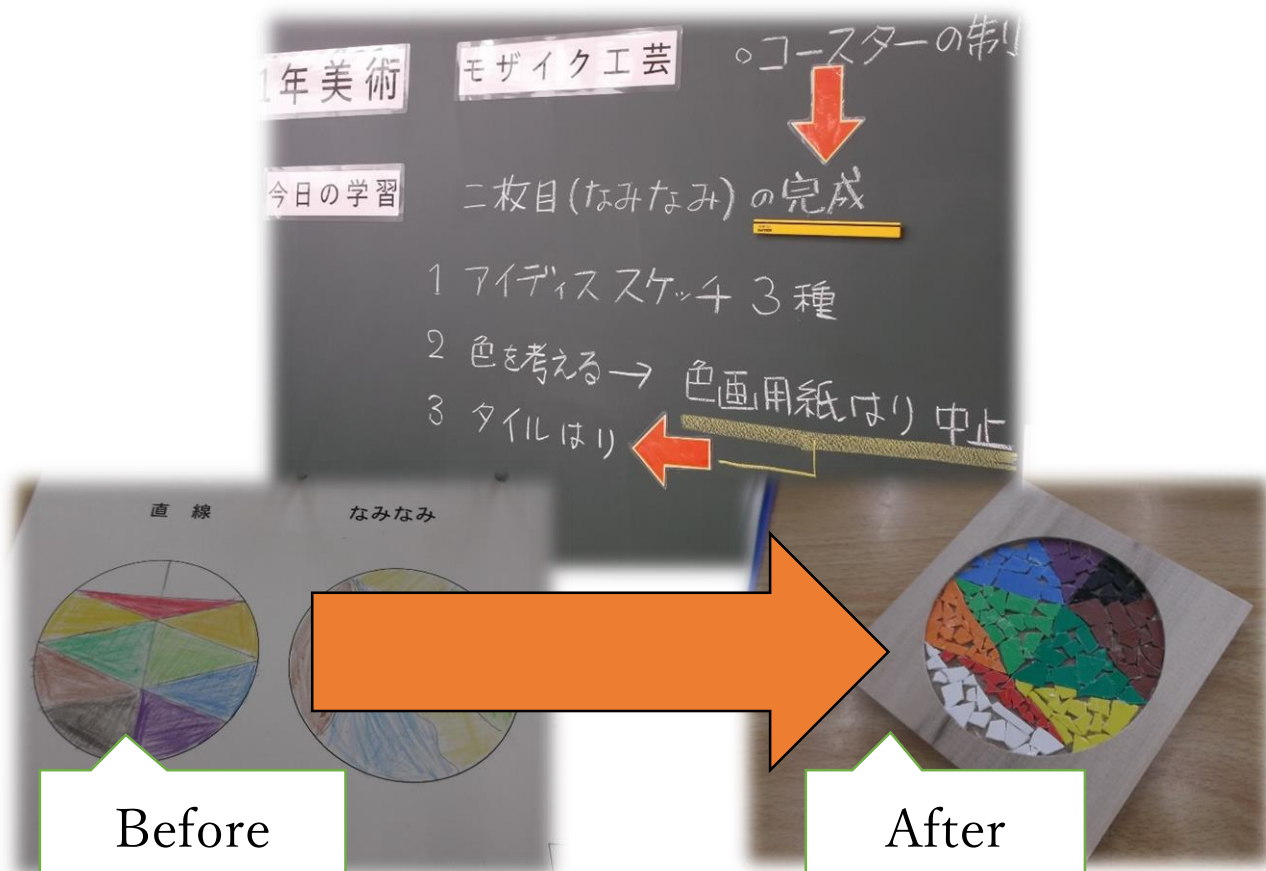 1年美術
モザイク工芸
○コースターの制
今日の学習
二枚目(なみなみ)の完成
1 アイディス スケッチ 3種
2 色を考える→色画用紙はり 中止
3 タイルはり
直線
なみなみ
Before
After